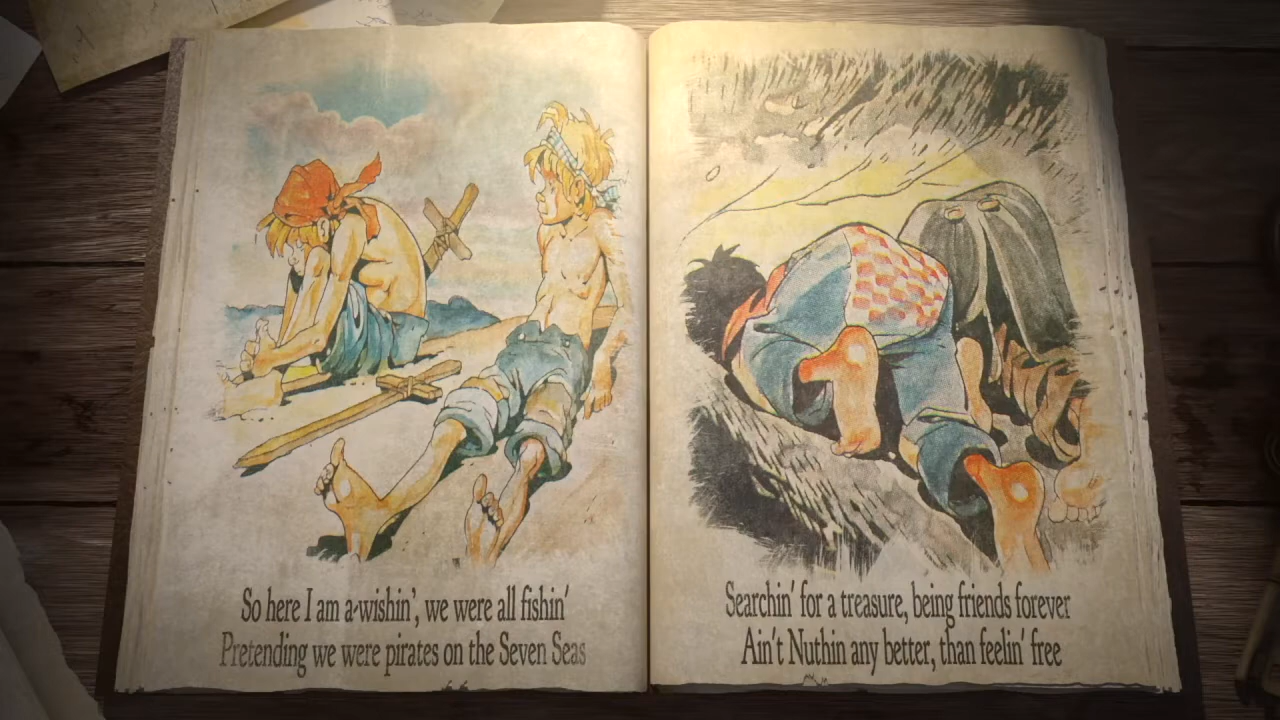 So here I am a-wishin', we were all fishin'
Pretending we were pirates on the Seven Seas
Searchin' for a treasure, being friends forever
Ain't Nuthin any better, than feelin' free